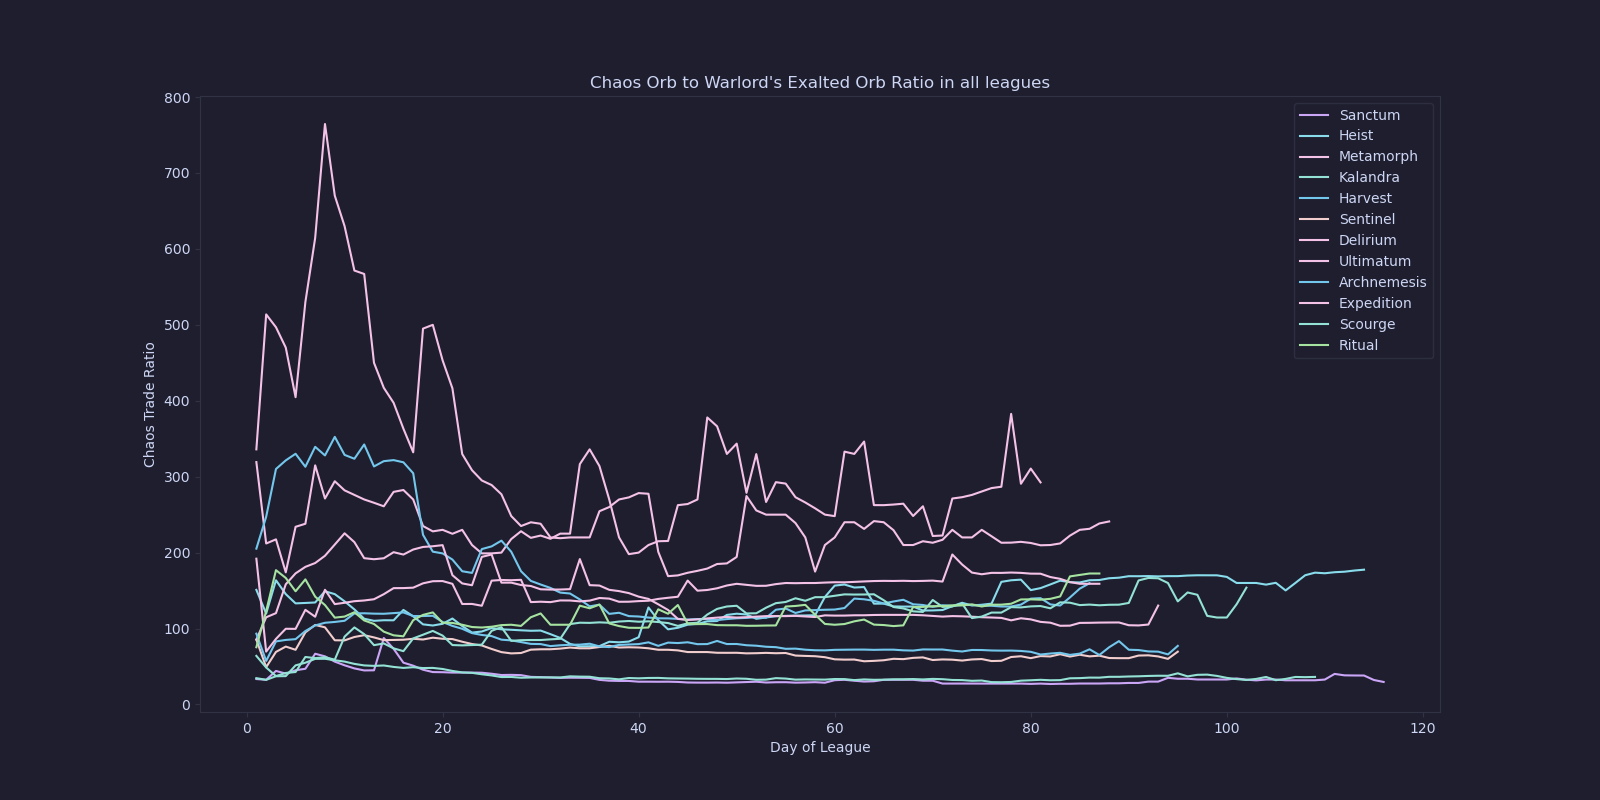 Chaos Orb to Warlord's Exalted Orb Ratio in all leagues
800
700
600
500
400
300
200
100
0
Chaos Trade Ratio
0 20 40 60 80 100 120
Day of League
Sanctum
Heist
Metamorph
Kalandra
Harvest
Sentinel
Delirium
Ultimatum
Archnemesis
Expedition
Scourge
Ritual